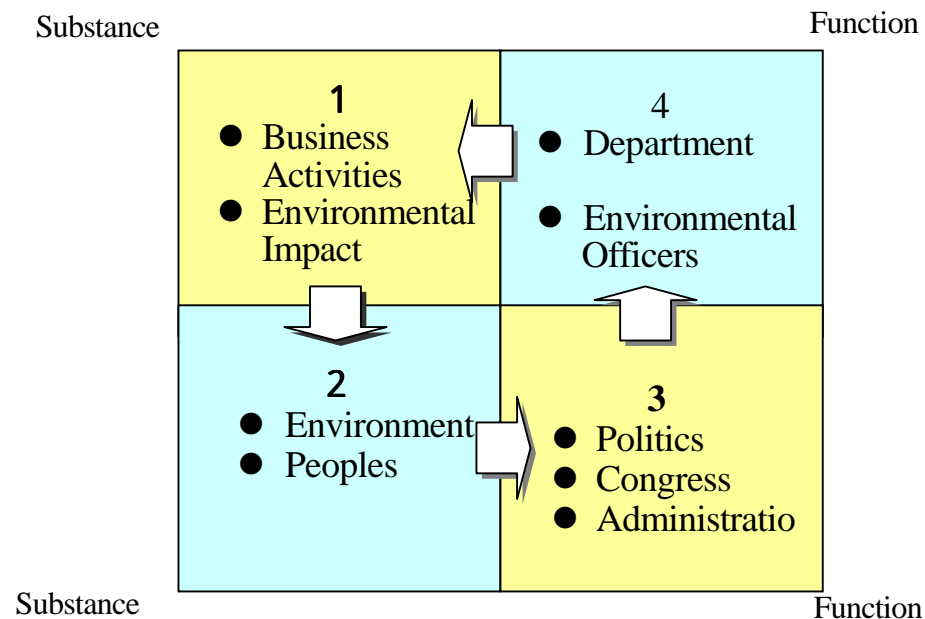 Substance
Function
1
● Business
Activities
● Environmental
Impact
4
● Department
● Environmental
Officers
2
● Environment
● Peoples
3
● Politics
● Congress
● Administratio
Substance
Function